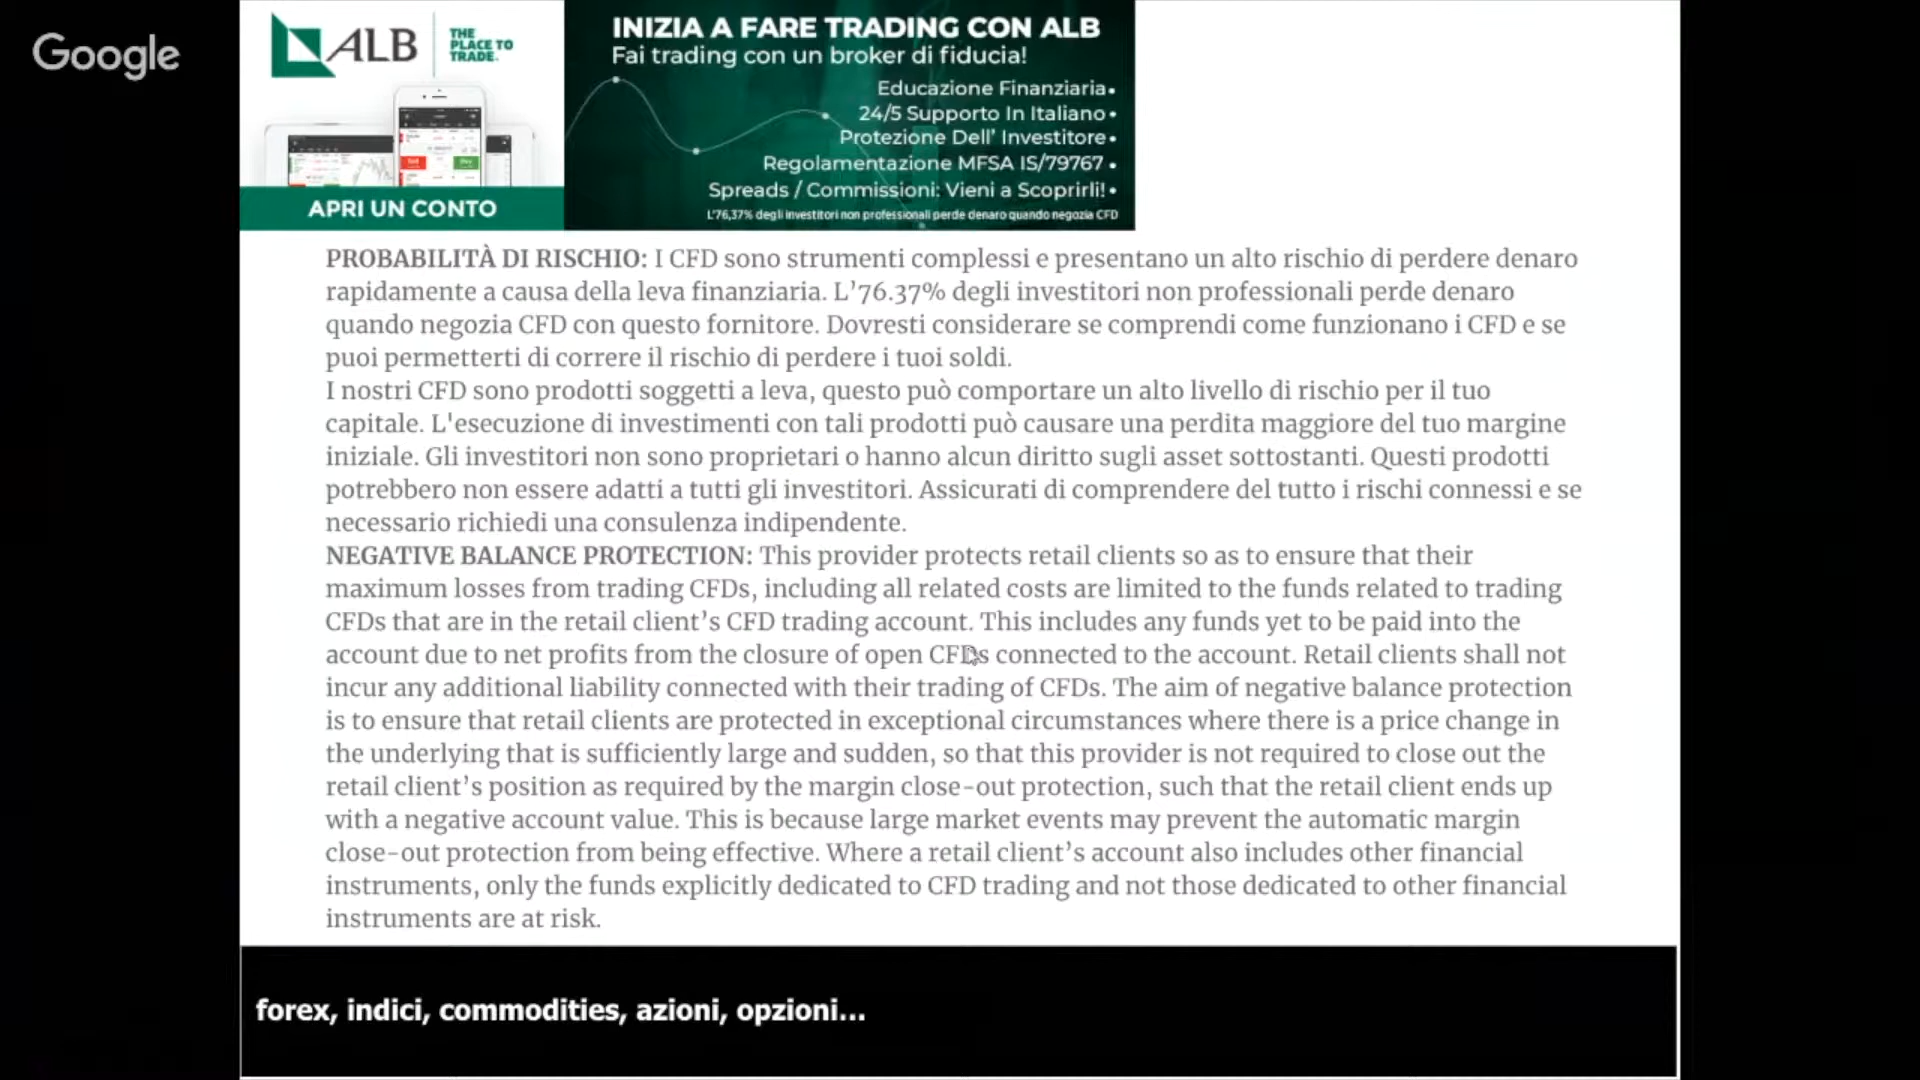 Google
ALB
THE
PLACE TO
TRADE.
APRI UN CONTO
INIZIA A FARE TRADING CON ALB
Fai trading con un broker di fiducia!
Educazione Finanziaria•
24/5 Supporto In Italiano•
Protezione Dell' Investitore•
Regolamentazione MFSA IS/79767 •
Spreads / Commissioni: Vieni a Scoprirli!•
L'76,37% degli investitori non professionali perde denaro quando negozia CFD
PROBABILITÀ DI RISCHIO: I CFD sono strumenti complessi e presentano un alto rischio di perdere denaro
rapidamente a causa della leva finanziaria. L’76.37% degli investitori non professionali perde denaro
quando negozia CFD con questo fornitore. Dovresti considerare se comprendi come funzionano i CFD e se
puoi permetterti di correre il rischio di perdere i tuoi soldi.
I nostri CFD sono prodotti soggetti a leva, questo può comportare un alto livello di rischio per il tuo
capitale. L'esecuzione di investimenti con tali prodotti può causare una perdita maggiore del tuo margine
iniziale. Gli investitori non sono proprietari o hanno alcun diritto sugli asset sottostanti. Questi prodotti
potrebbero non essere adatti a tutti gli investitori. Assicurati di comprendere del tutto i rischi connessi e se
necessario richiedi una consulenza indipendente.
NEGATIVE BALANCE PROTECTION: This provider protects retail clients so as to ensure that their
maximum losses from trading CFDs, including all related costs are limited to the funds related to trading
CFDs that are in the retail client’s CFD trading account. This includes any funds yet to be paid into the
account due to net profits from the closure of open CFDs connected to the account. Retail clients shall not
incur any additional liability connected with their trading of CFDs. The aim of negative balance protection
is to ensure that retail clients are protected in exceptional circumstances where there is a price change in
the underlying that is sufficiently large and sudden, so that this provider is not required to close out the
retail client’s position as required by the margin close-out protection, such that the retail client ends up
with a negative account value. This is because large market events may prevent the automatic margin
close-out protection from being effective. Where a retail client’s account also includes other financial
instruments, only the funds explicitly dedicated to CFD trading and not those dedicated to other financial
instruments are at risk.
forex, indici, commodities, azioni, opzioni...